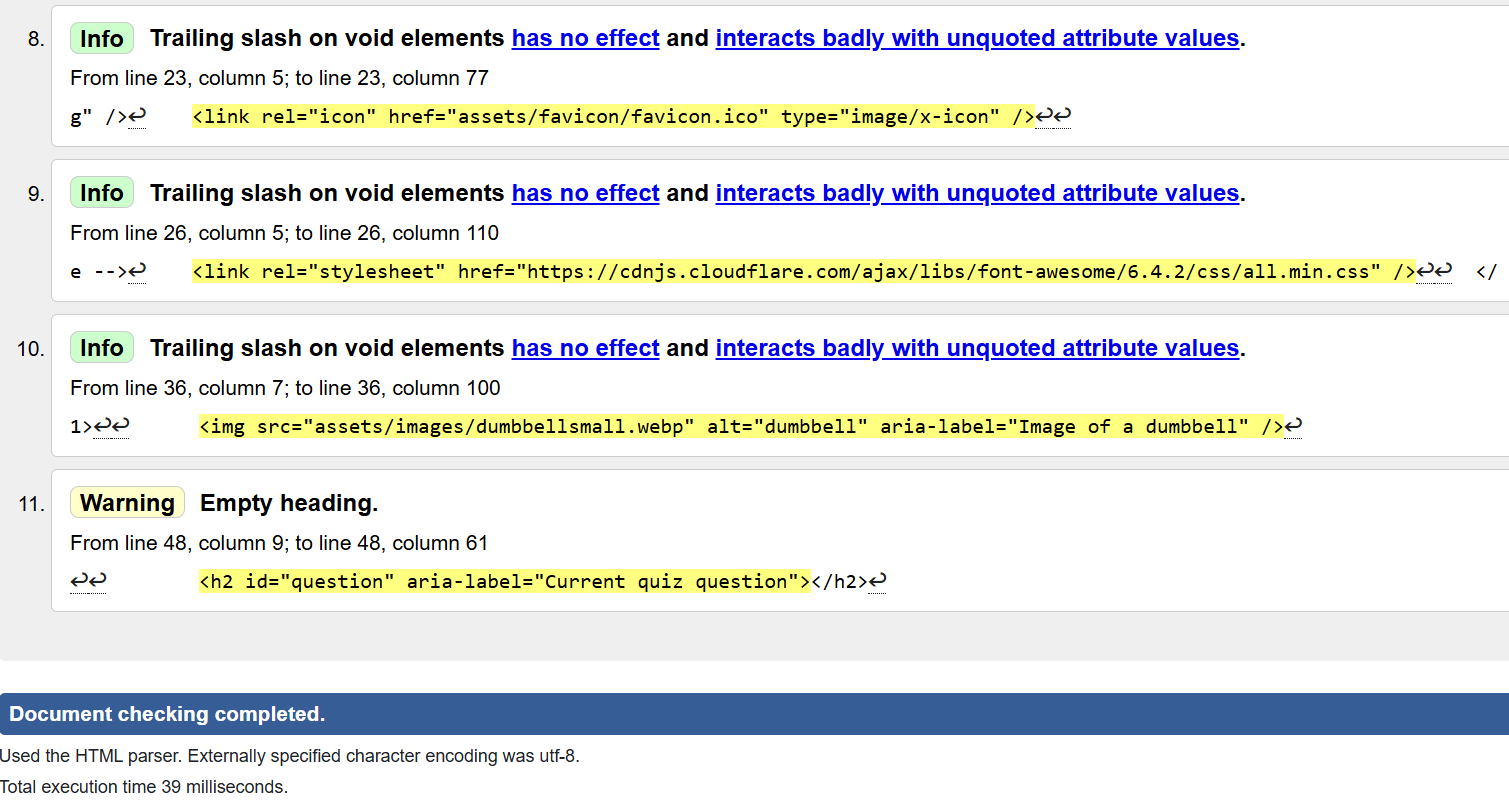 8. Info Trailing slash on void elements has no effect and interacts badly with unquoted attribute values.
From line 23, column 5; to line 23, column 77
g" />↩    <link rel="icon" href="assets/favicon/favicon.ico" type="image/x-icon" />↩↩
9. Info Trailing slash on void elements has no effect and interacts badly with unquoted attribute values.
From line 26, column 5; to line 26, column 110
e -->↩    <link rel="stylesheet" href="https://cdnjs.cloudflare.com/ajax/libs/font-awesome/6.4.2/css/all.min.css" />↩↩  </
10. Info Trailing slash on void elements has no effect and interacts badly with unquoted attribute values.
From line 36, column 7; to line 36, column 100
1>↩↩      <img src="assets/images/dumbbellsmall.webp" alt="dumbbell" aria-label="Image of a dumbbell" />↩
11. Warning Empty heading.
From line 48, column 9; to line 48, column 61
↩↩        <h2 id="question" aria-label="Current quiz question"></h2>↩
Document checking completed.
Used the HTML parser. Externally specified character encoding was utf-8.
Total execution time 39 milliseconds.